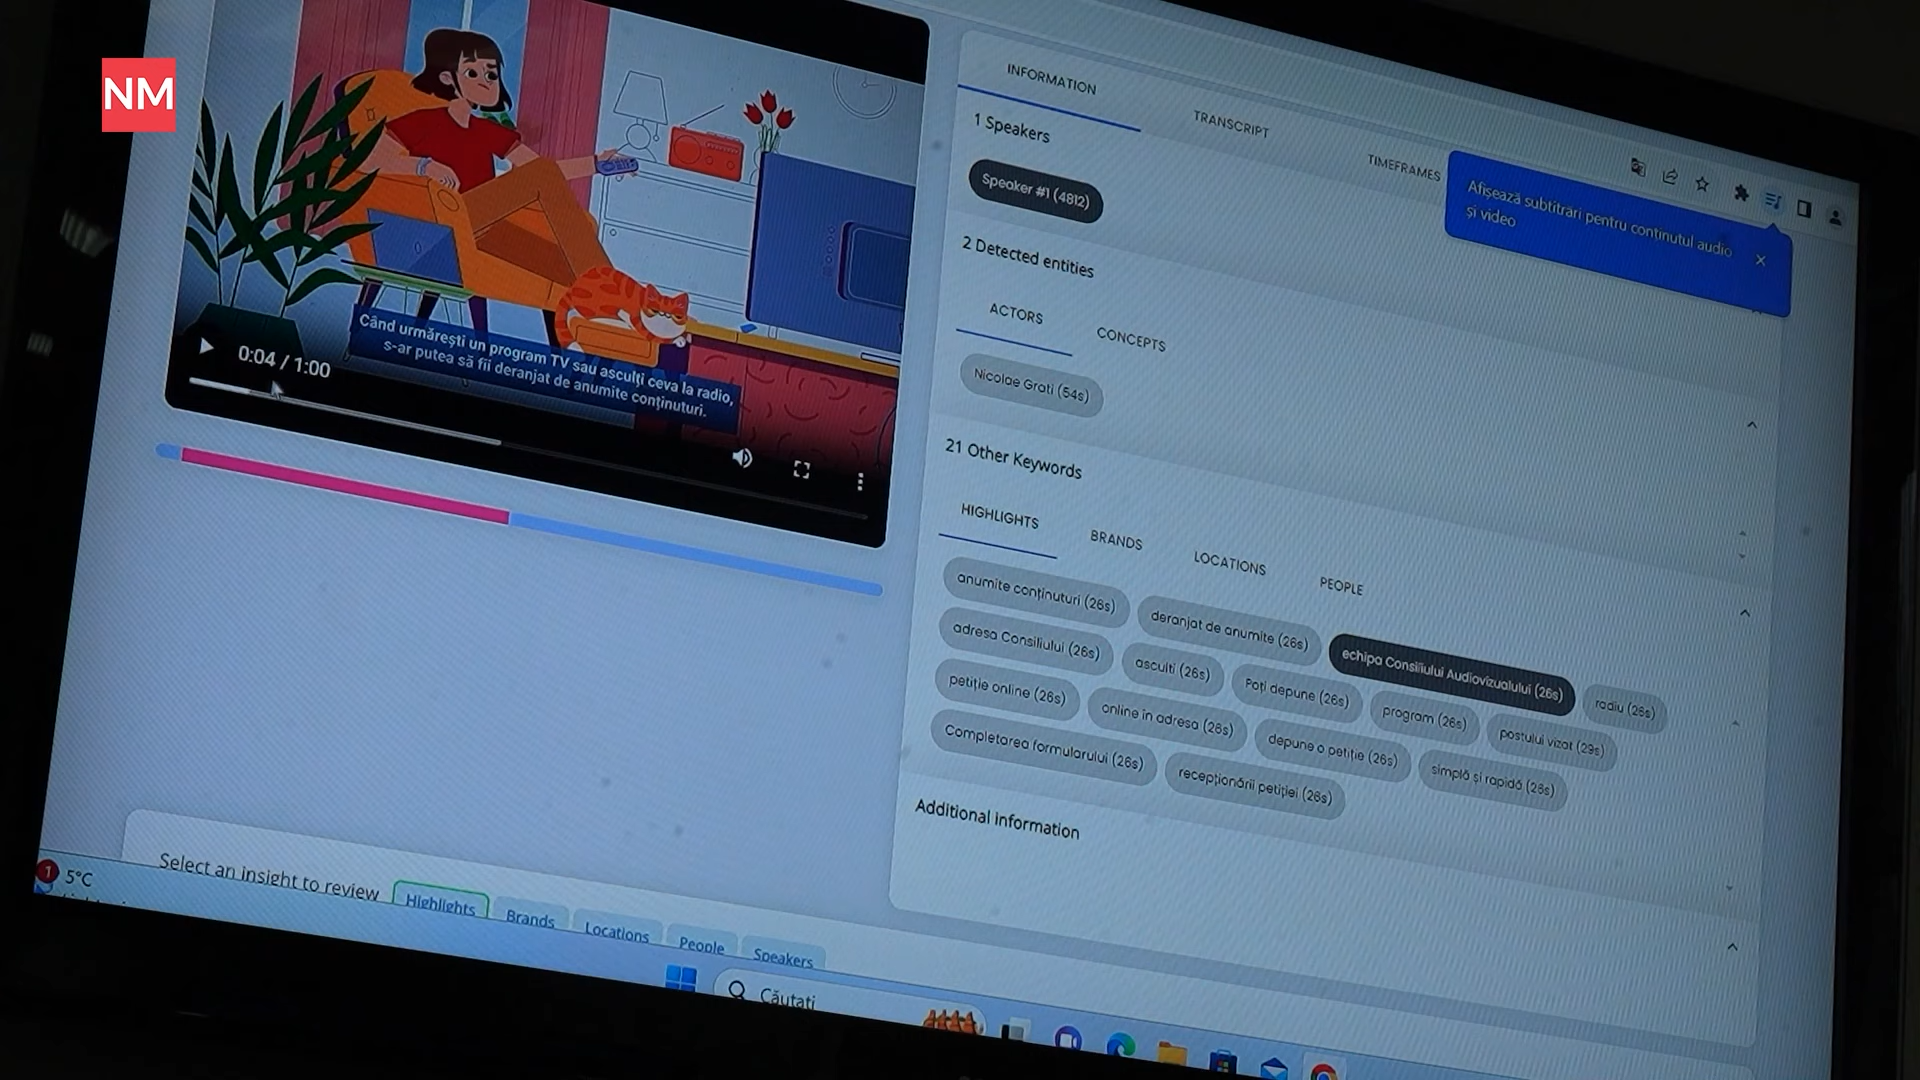 NM
INFORMATION
TRANSCRIPT
TIMEFRAMES
1 Speakers
Speaker #1 (4812)
Afișează subtitrări pentru conținutul audio
și video
2 Detected entities
ACTORS
CONCEPTS
Nicolae Grati (54s)
Când urmărești un program TV sau asculți ceva la radio,
s-ar putea să fii deranjat de anumite conținuturi.
0:04 / 1:00
21 Other Keywords
HIGHLIGHTS
BRANDS
LOCATIONS
PEOPLE
anumite conținuturi (26s)
deranjat de anumite (26s)
echipa Consiliului Audiovizualului (26s)
radiu (26s)
adresa Consiliului (26s)
asculti (26s)
Poți depune (26s)
program (26s)
postului vizat (29s)
petiție online (26s)
online în adresa (26s)
depune o petiție (26s)
simplă și rapidă (26s)
Completarea formularului (26s)
recepționării petiției (26s)
Additional information
Select an insight to review
Highlights
Brands
Locations
People
Speakers
1
5°C
Căutați